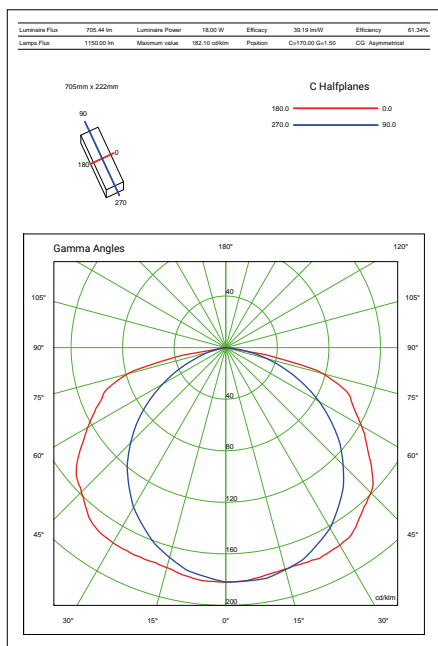 Luminaire Flux 705.44 lm Luminaire Power 18.00 W Efficacy 39.19 lm/W Efficiency 61.34%
Lamps Flux 1150.00 lm Maximum value 182.10 cd/klm Position C=170.00 G=1.50 CG Asymmetrical
705mm x 222mm
C Halfplanes
180.0 0.0
270.0 90.0
90
0
180
270
Gamma Angles 180° 120°
105° 105°
90° 90°
75° 75°
60° 60°
45° 45°
40
40
80
120
160
200
cd/klm
30° 15° 0° 15° 30°